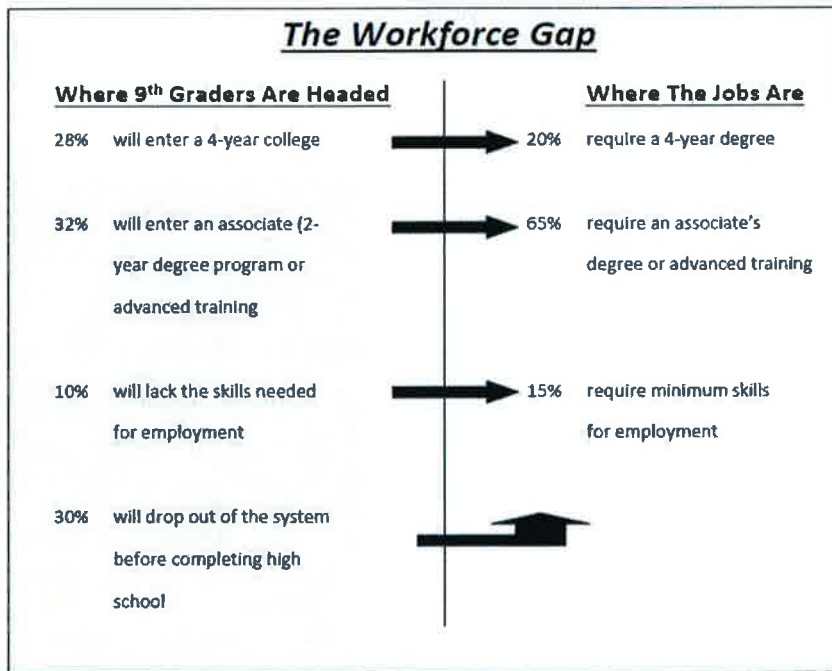 The Workforce Gap
Where 9th Graders Are Headed
Where The Jobs Are
28% will enter a 4-year college
20% require a 4-year degree
32% will enter an associate (2-
year degree program or
advanced training
65% require an associate's
degree or advanced training
10% will lack the skills needed
for employment
15% require minimum skills
for employment
30% will drop out of the system
before completing high
school